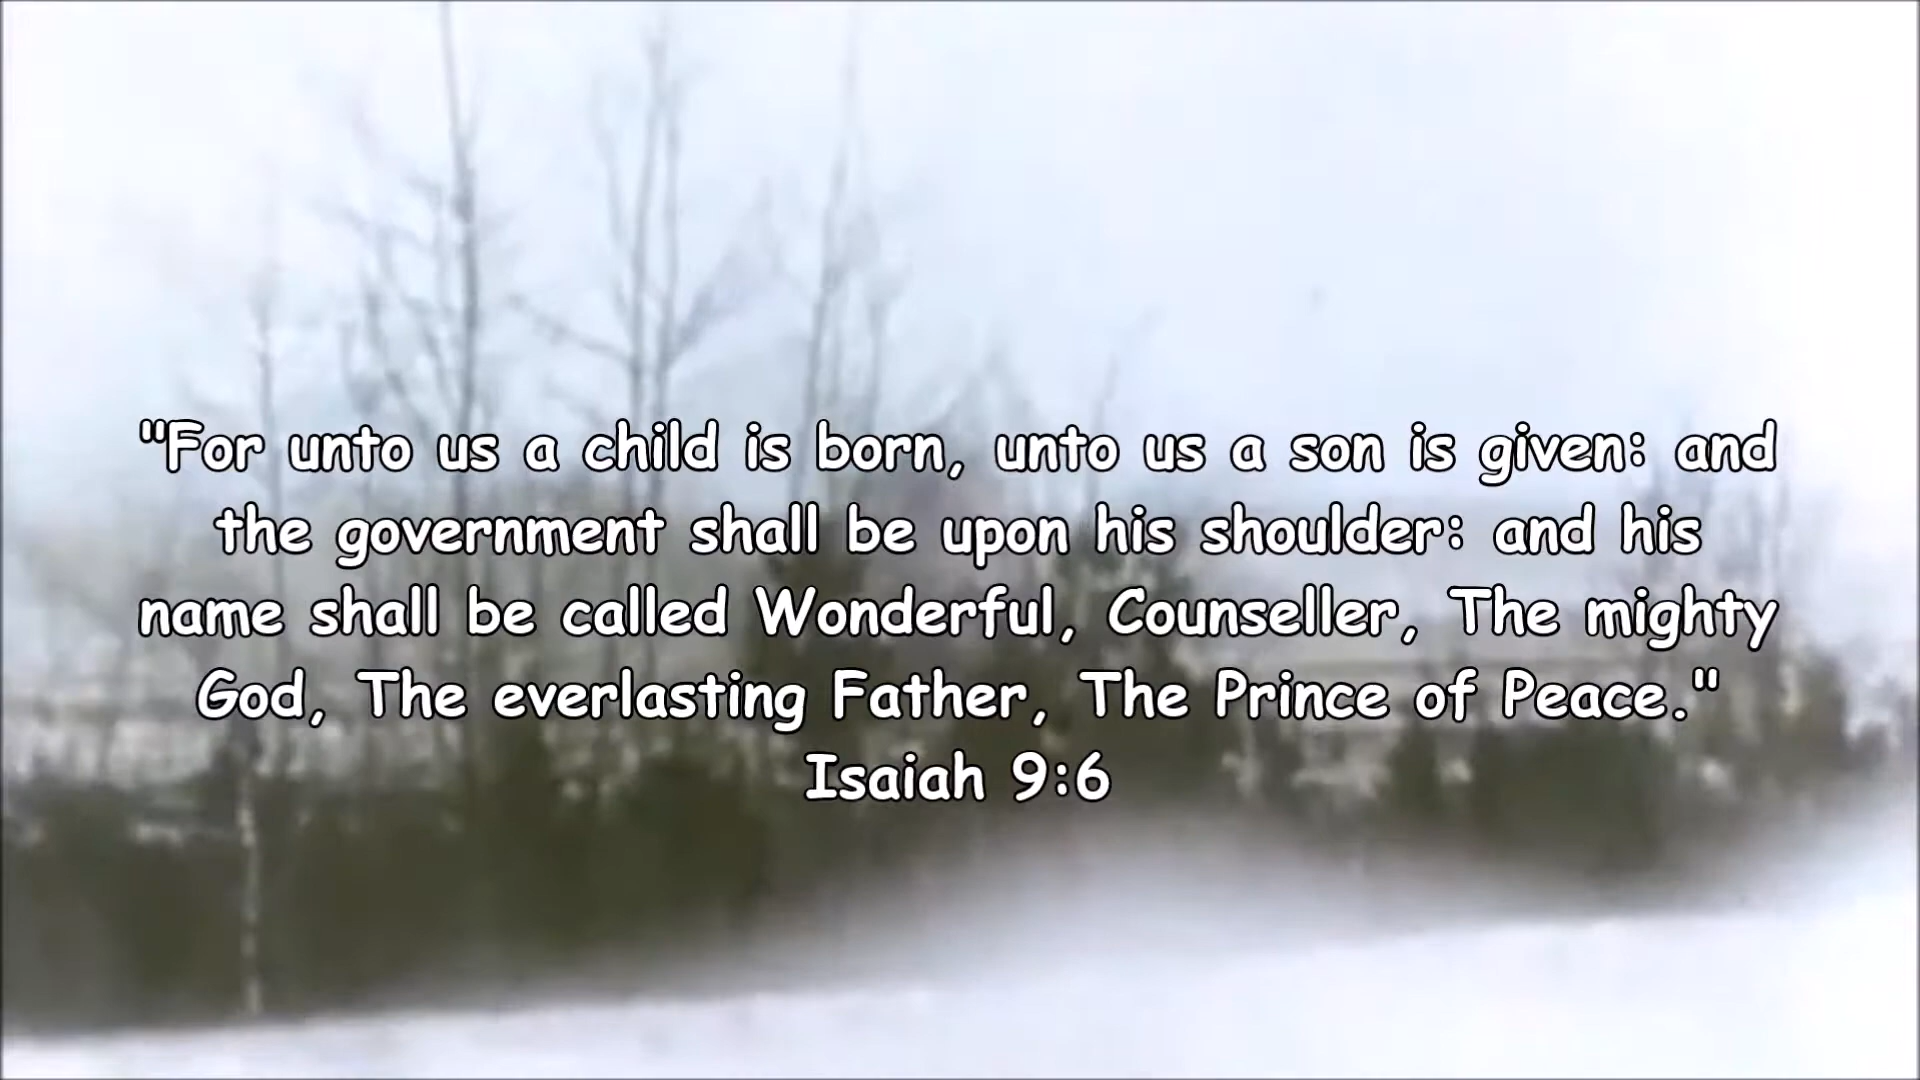 "For unto us a child is born, unto us a son is given: and
the government shall be upon his shoulder: and his
name shall be called Wonderful, Counseller, The mighty
God, The everlasting Father, The Prince of Peace."
Isaiah 9:6